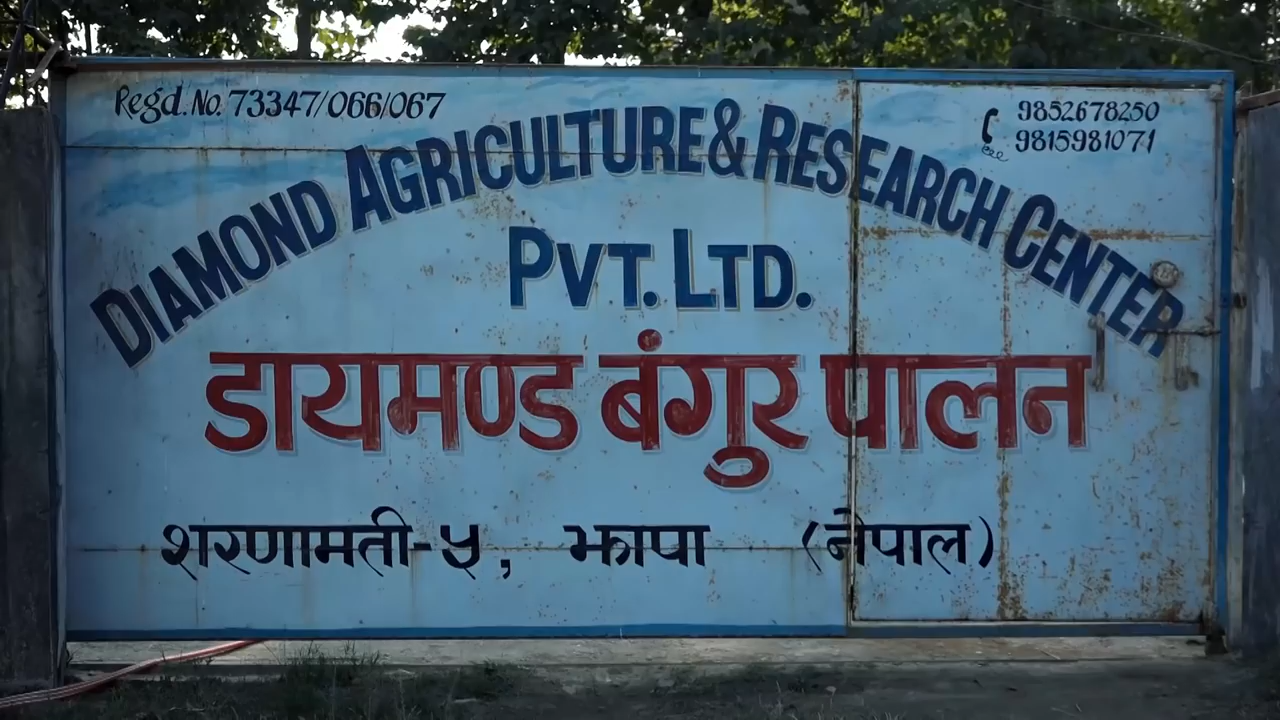 Regd. No. 73347/066/067
9852678250
9815981071
DIAMOND AGRICULTURE & RESEARCH CENTER
PVT. LTD.
डायमण्ड बंगुर पालन
शरणामती-५, झापा (नेपाल)